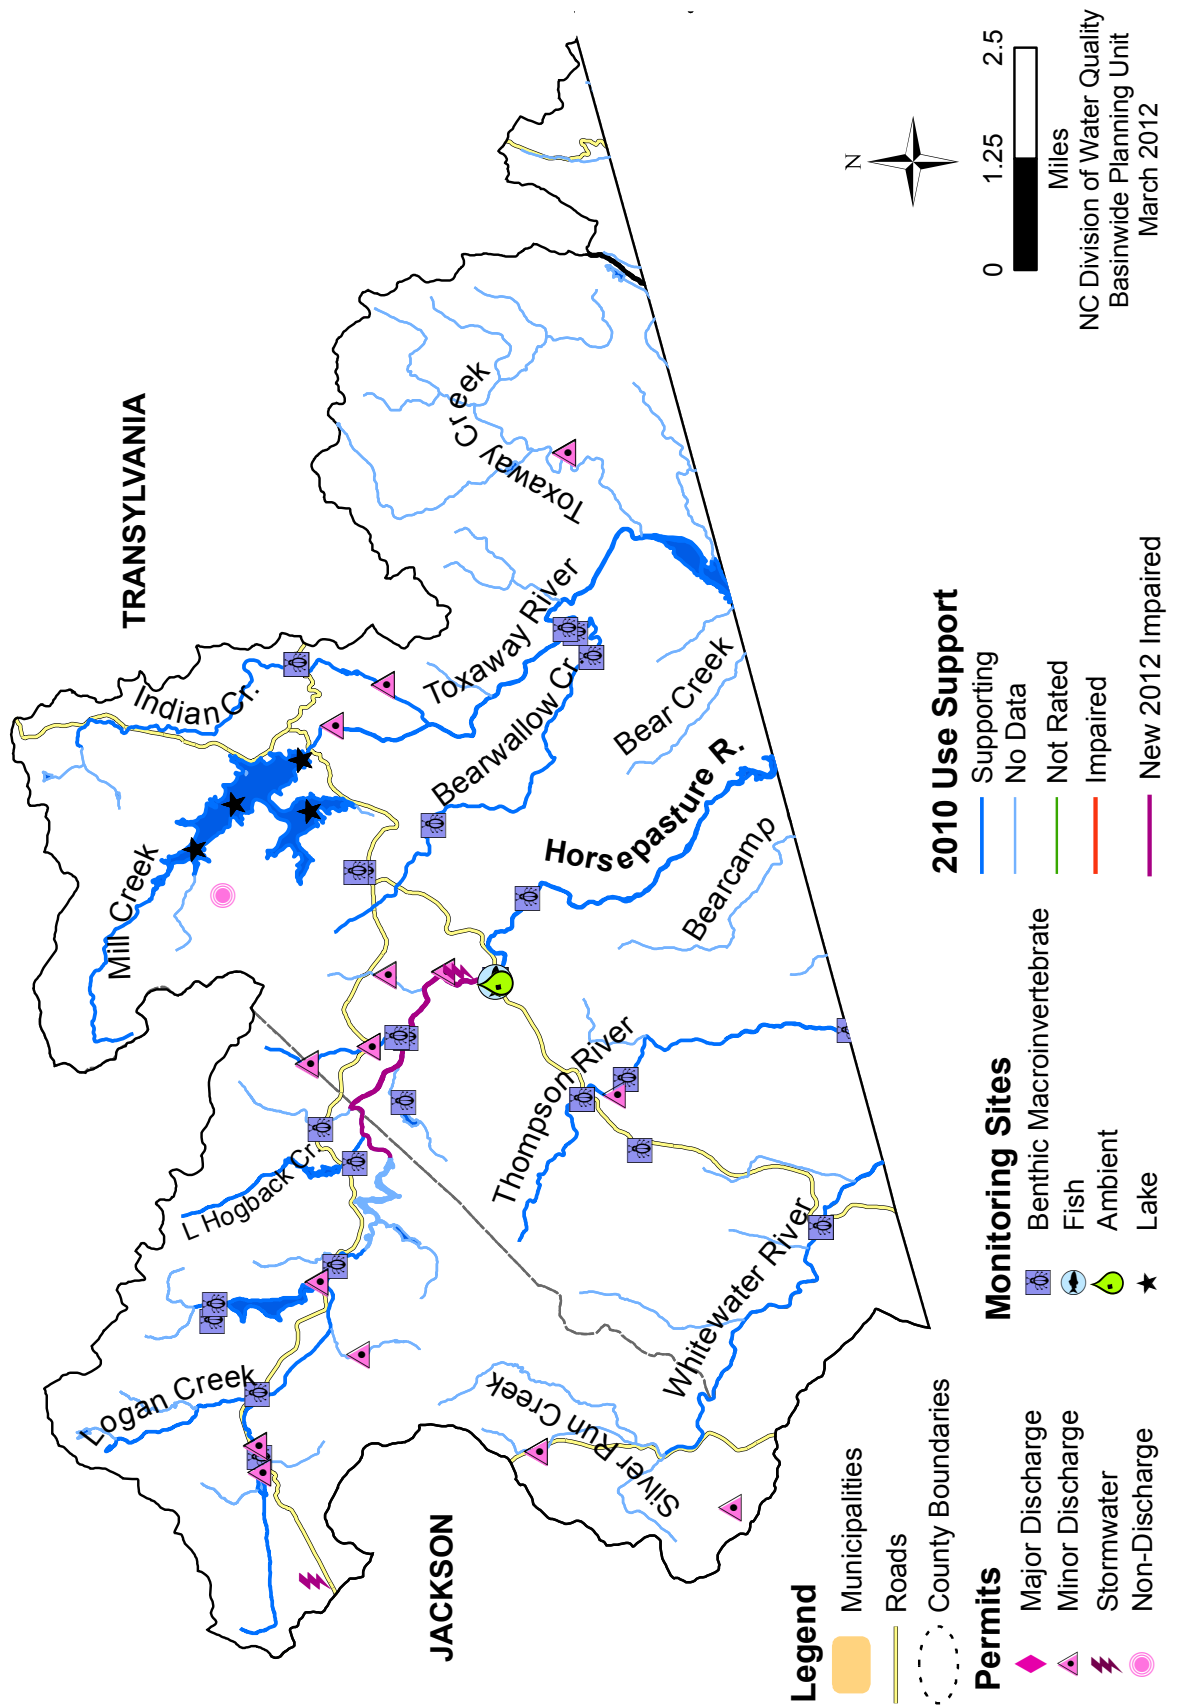 TRANSYLVANIA
JACKSON
Indian Cr.
Mill Creek
Toxaway Creek
Toxaway River
Bearwallow Cr.
Bear Creek
Horsepasture R.
Bearcamp
Thompson River
L Hogback Cr.
Logan Creek
Whitewater River
Silver Run Creek
N
0 1.25 2.5
Miles
NC Division of Water Quality
Basinwide Planning Unit
March 2012
Legend
Municipalities
Roads
County Boundaries
Permits
Major Discharge
Minor Discharge
Stormwater
Non-Discharge
Monitoring Sites
Benthic Macroinvertebrate
Fish
Ambient
Lake
2010 Use Support
Supporting
No Data
Not Rated
Impaired
New 2012 Impaired